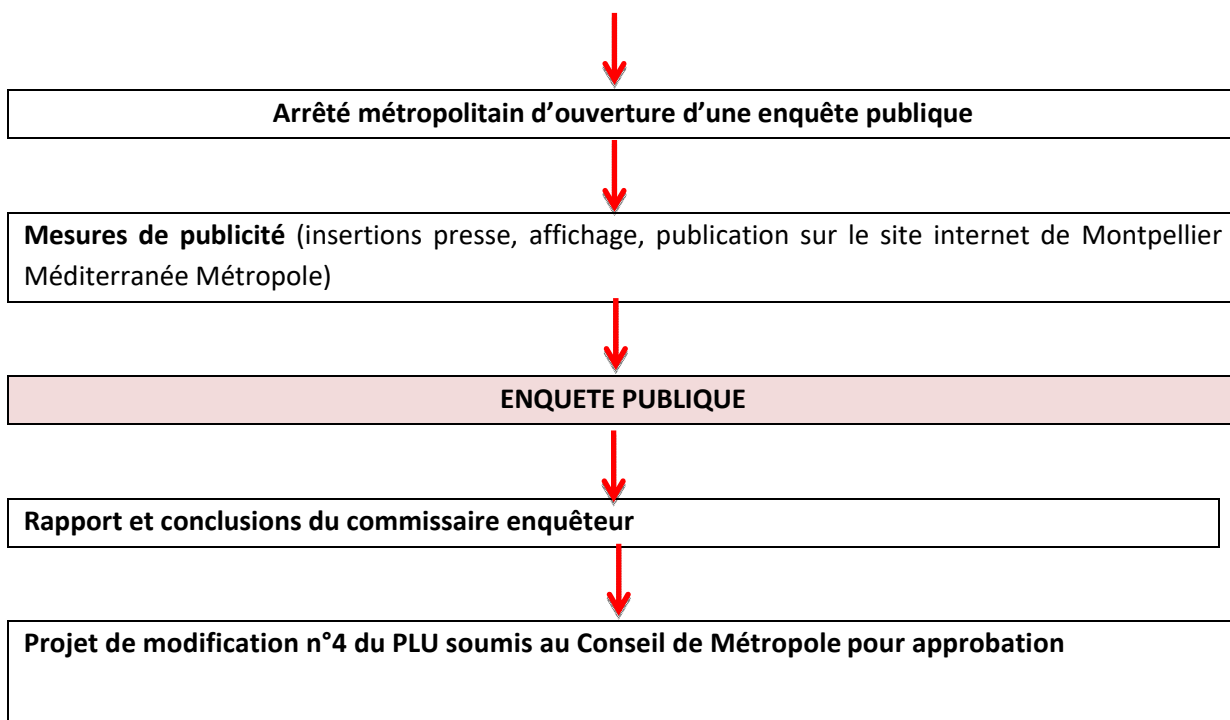 Arrêté métropolitain d’ouverture d’une enquête publique
Mesures de publicité (insertions presse, affichage, publication sur le site internet de Montpellier
Méditerranée Métropole)
ENQUETE PUBLIQUE
Rapport et conclusions du commissaire enquêteur
Projet de modification n°4 du PLU soumis au Conseil de Métropole pour approbation